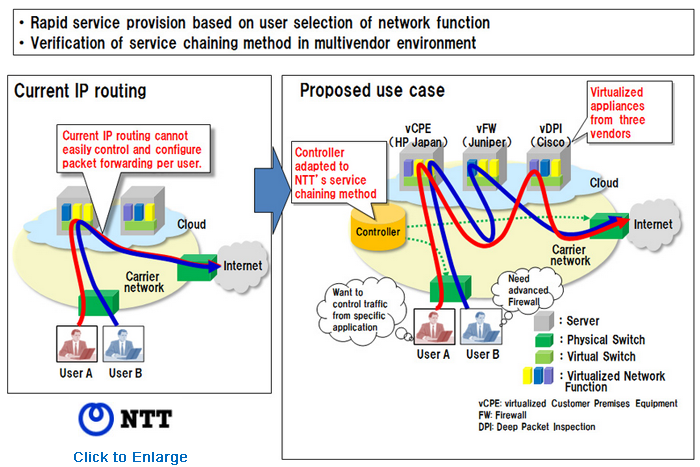 • Rapid service provision based on user selection of network function
• Verification of service chaining method in multivendor environment
Current IP routing
Current IP routing cannot
easily control and configure
packet forwarding per user.
Server
Server
Cloud
Carrier
network
Internet
User A
User B
NTT
Click to Enlarge
Proposed use case
Virtualized
appliances
from three
vendors
vCPE
(HP Japan)
vFW
(Juniper)
vDPI
(Cisco)
Controller
adapted to
NTT's service
chaining method
Server
Server
Server
Cloud
Controller
Internet
Carrier
network
Want to
control traffic
from specific
application
Need
advanced
Firewall
User A
User B
: Server
: Physical Switch
: Virtual Switch
: Virtualized Network
Function
vCPE: virtualized Customer Premises Equipment
FW: Firewall
DPI: Deep Packet Inspection